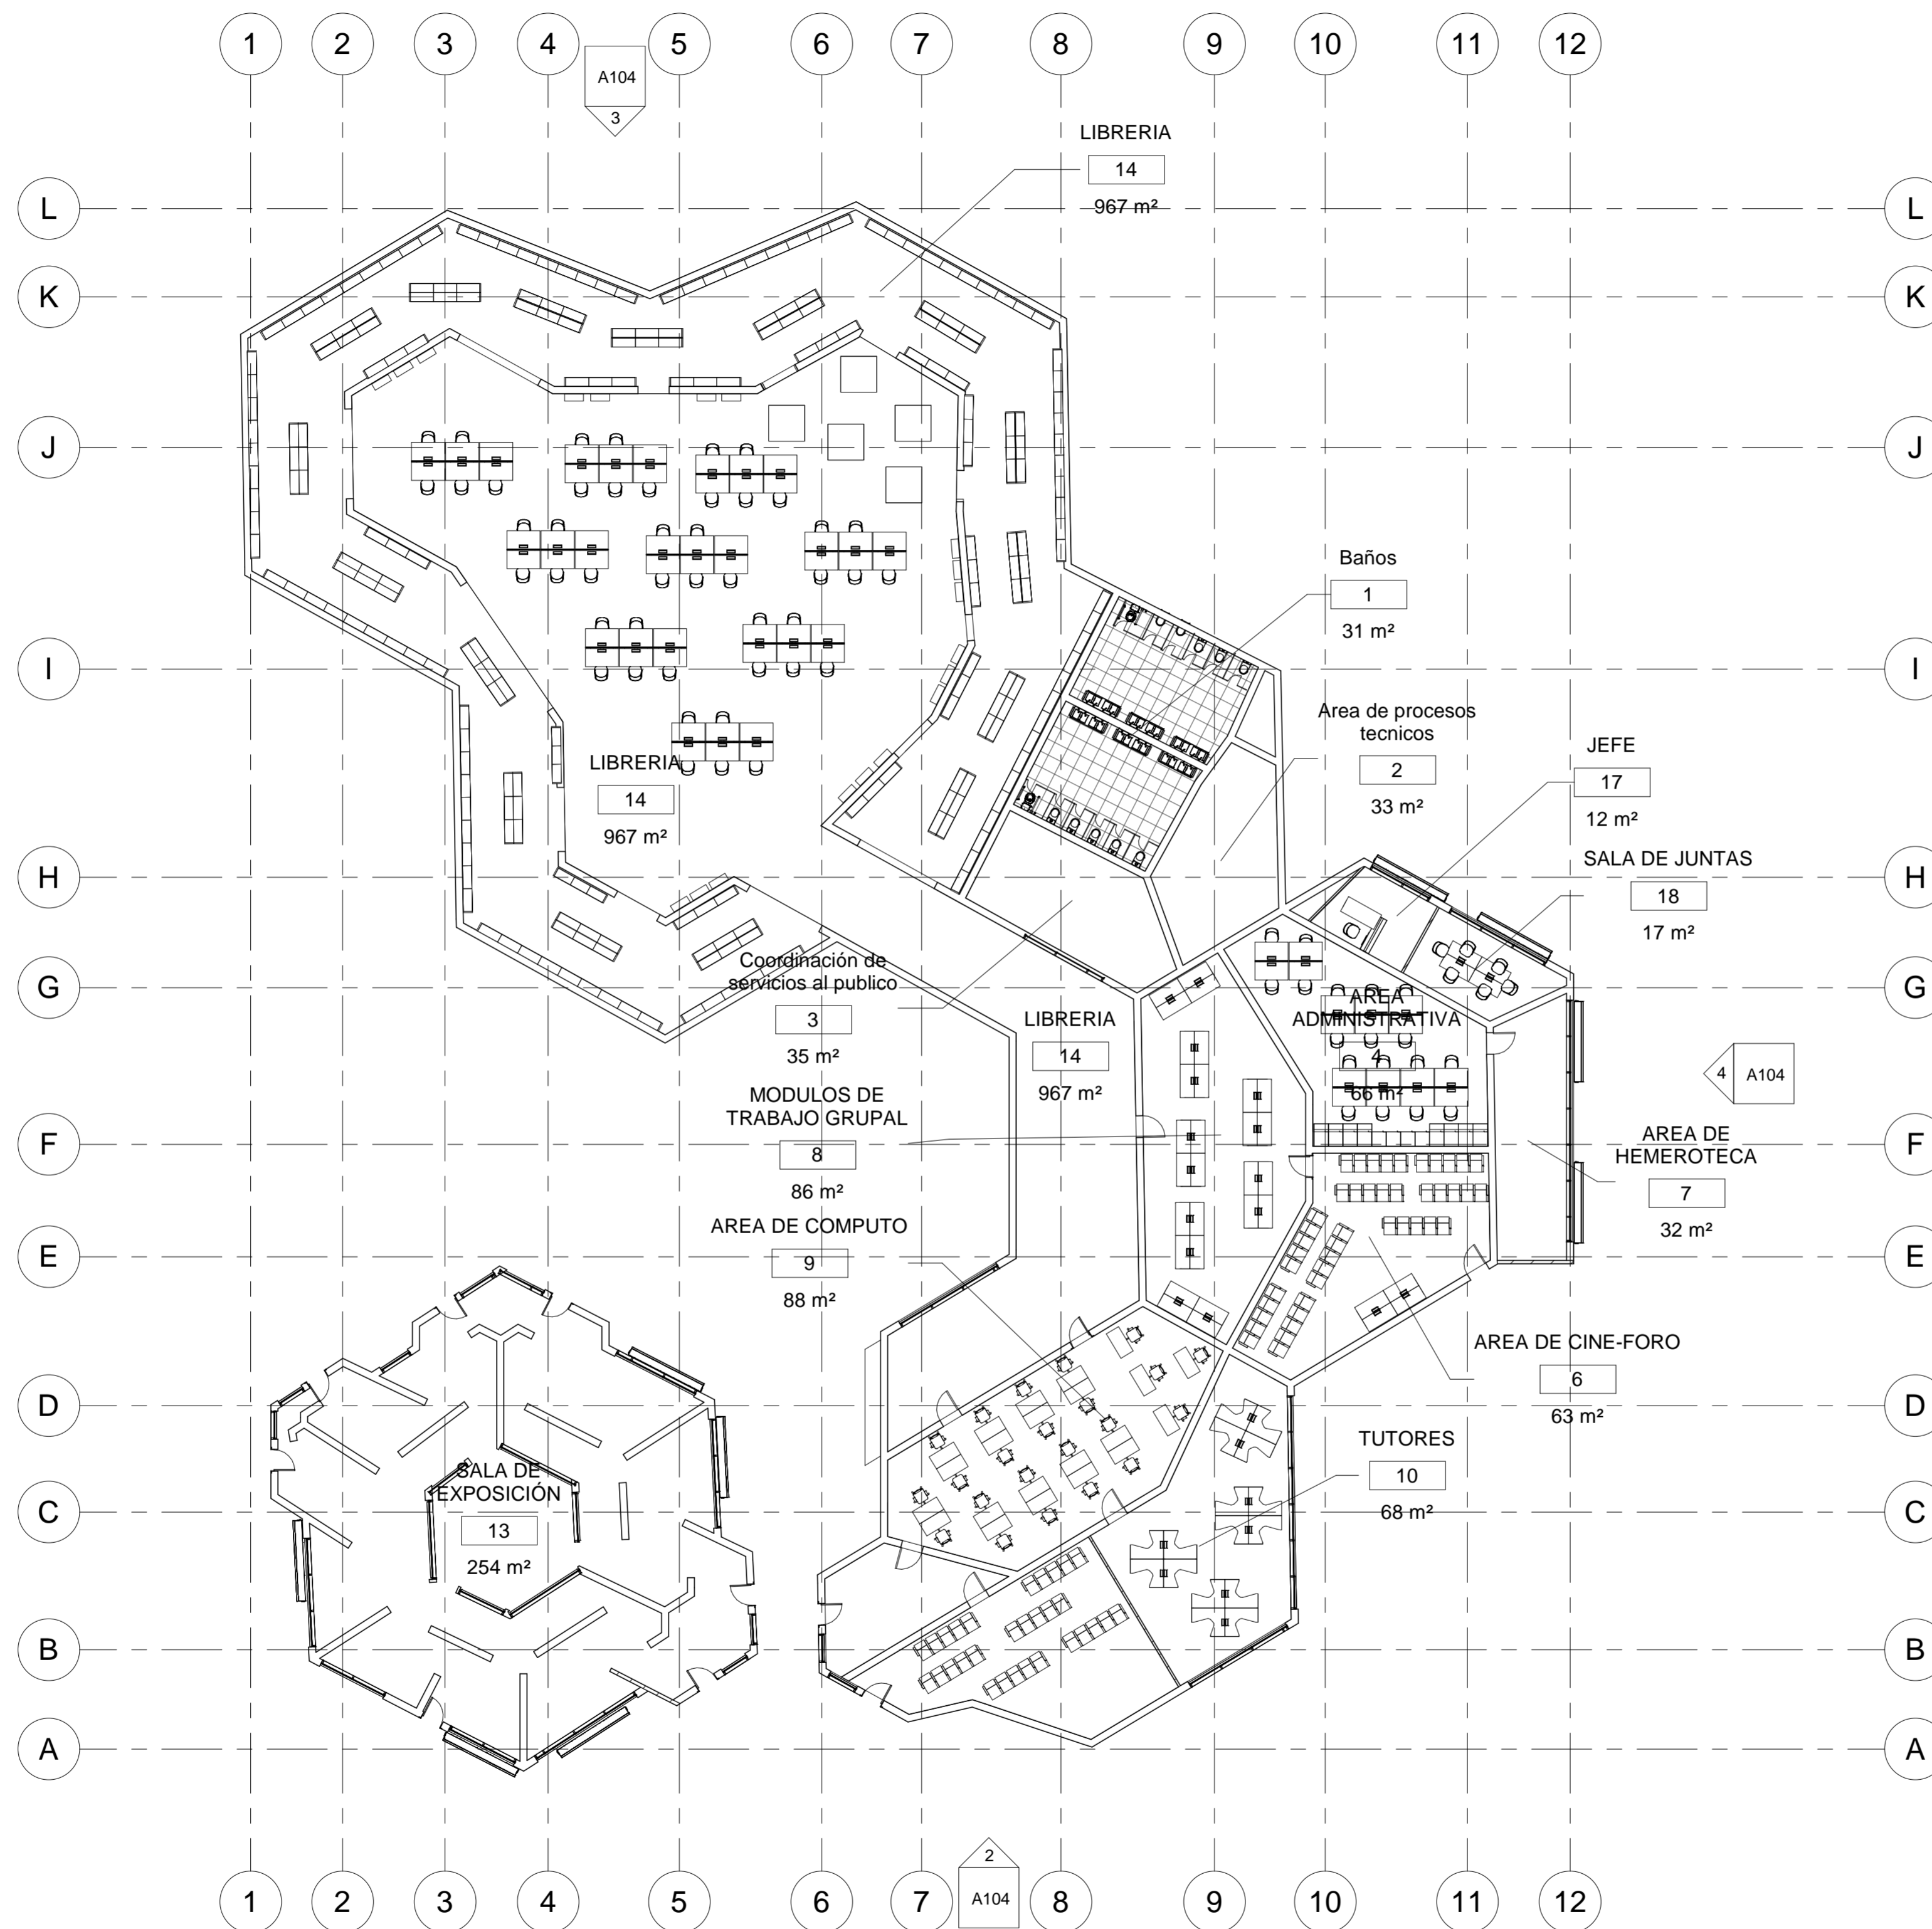 1 2 3 4 5 6 7 8 9 10 11 12
A104
3
LIBRERIA
14
967 m²
L L
K K
J J
Baños
1
31 m²
I I
Area de procesos
tecnicos
2
33 m²
JEFE
17
12 m²
LIBRERIA
14
967 m²
SALA DE JUNTAS
18
17 m²
H H
Coordinación de
servicios al publico
3
35 m²
G G
LIBRERIA
14
967 m²
AREA
ADMINISTRATIVA
4
66 m²
4 A104
MODULOS DE
TRABAJO GRUPAL
8
86 m²
F F
AREA DE
HEMEROTECA
7
32 m²
AREA DE COMPUTO
9
88 m²
E E
AREA DE CINE-FORO
6
63 m²
D D
TUTORES
10
68 m²
SALA DE
EXPOSICIÓN
13
254 m²
C C
B B
A A
2
A104
1 2 3 4 5 6 7 8 9 10 11 12